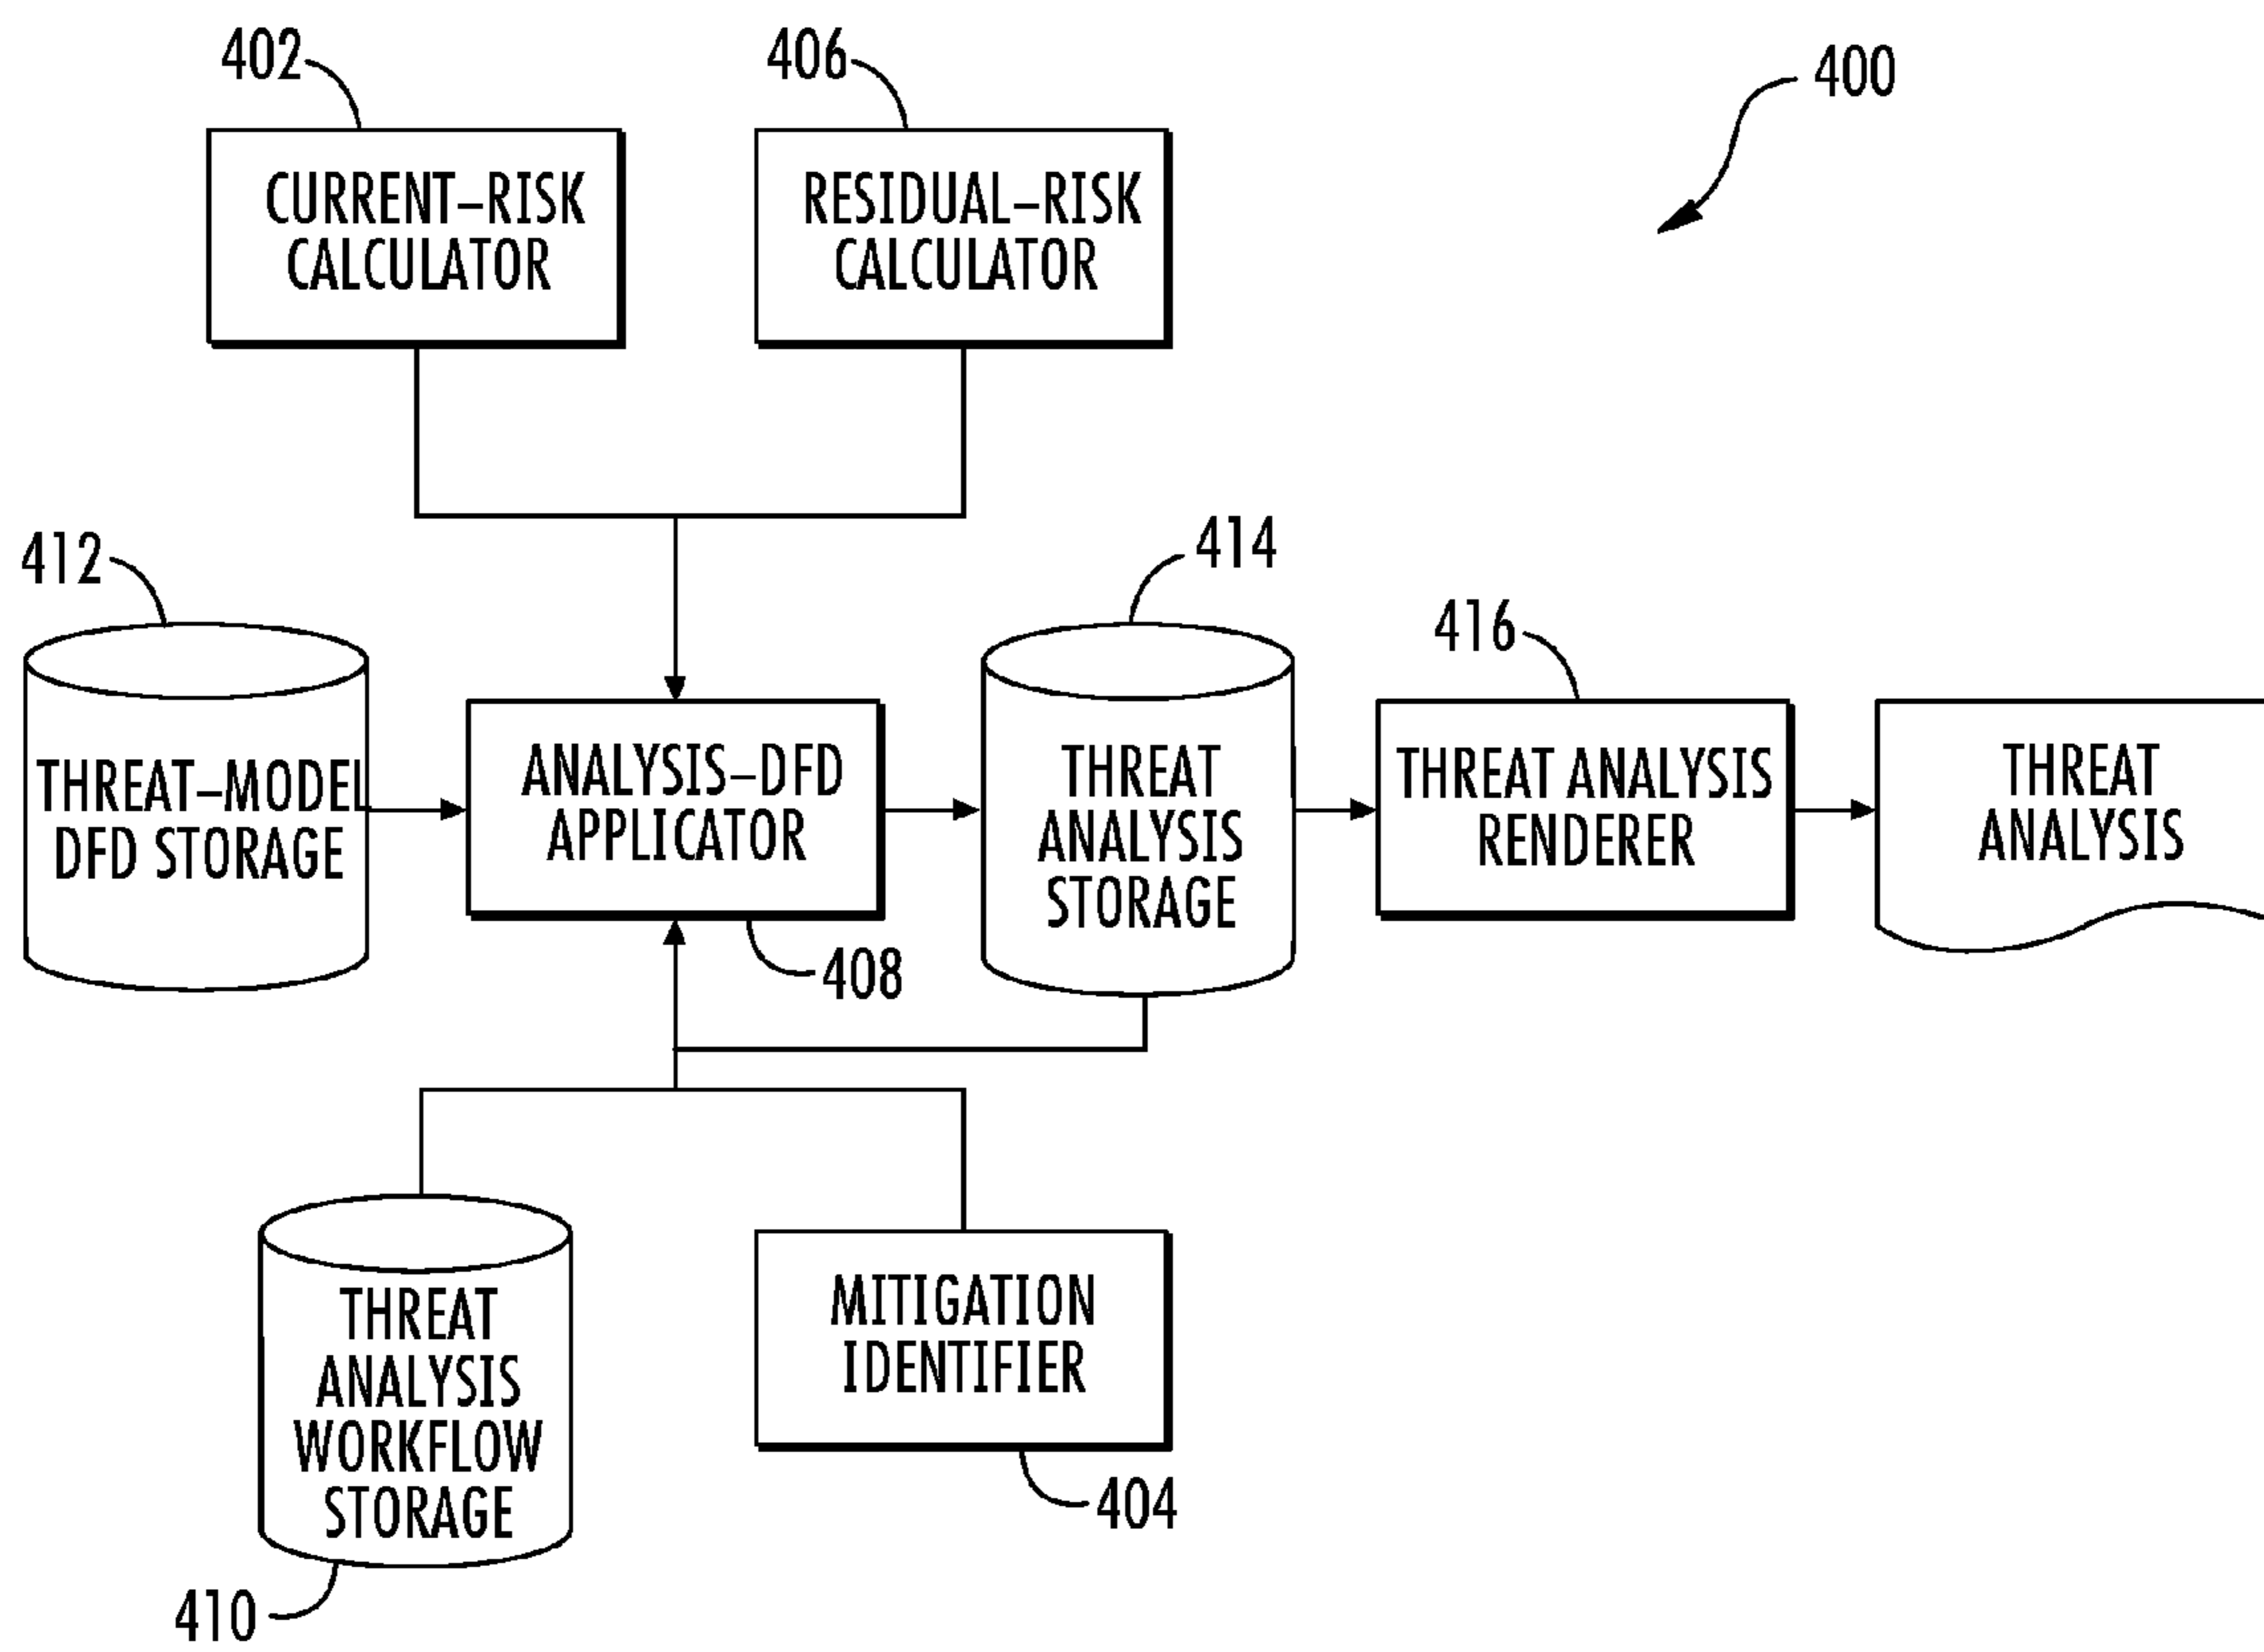 402
406
400
CURRENT-RISK
CALCULATOR
RESIDUAL-RISK
CALCULATOR
412
414
416
THREAT-MODEL
DFD STORAGE
ANALYSIS-DFD
APPLICATOR
THREAT
ANALYSIS
STORAGE
THREAT ANALYSIS
RENDERER
THREAT
ANALYSIS
408
THREAT
ANALYSIS
WORKFLOW
STORAGE
MITIGATION
IDENTIFIER
404
410